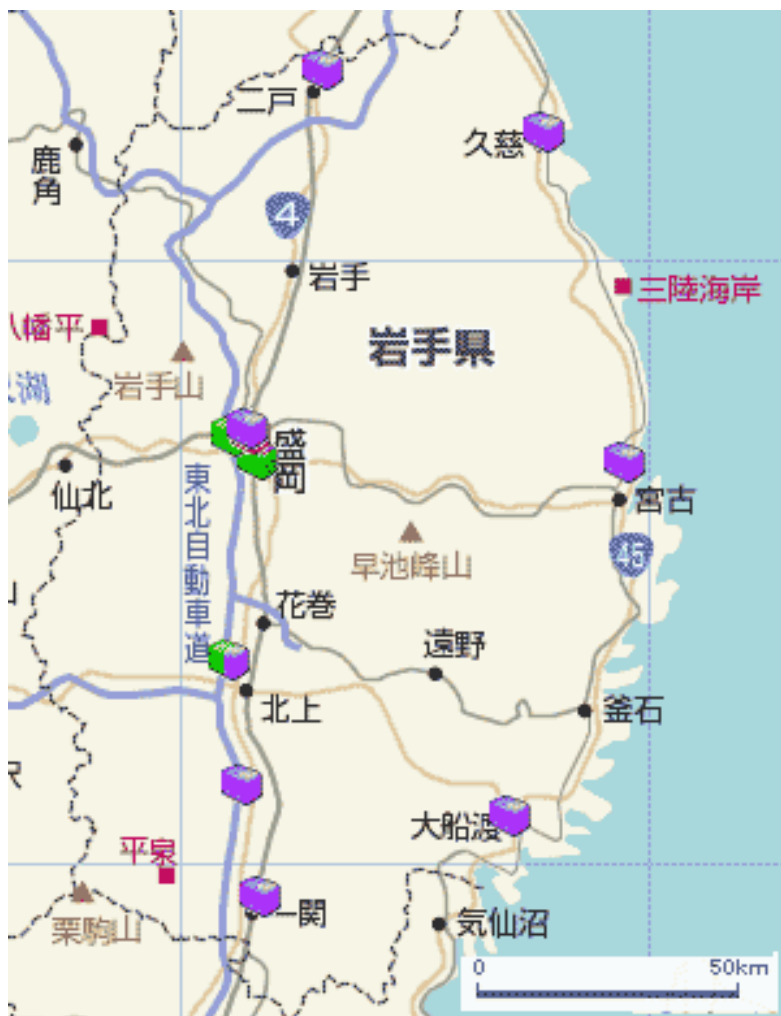 二戸
久慈
鹿角
4
岩手
三陸海岸
八幡平
岩手県
岩手山
湖
盛岡
仙北
宮古
東北自動車道
早池峰山
45
花巻
遠野
北上
釜石
大船渡
平泉
一関
栗駒山
気仙沼
0
50km